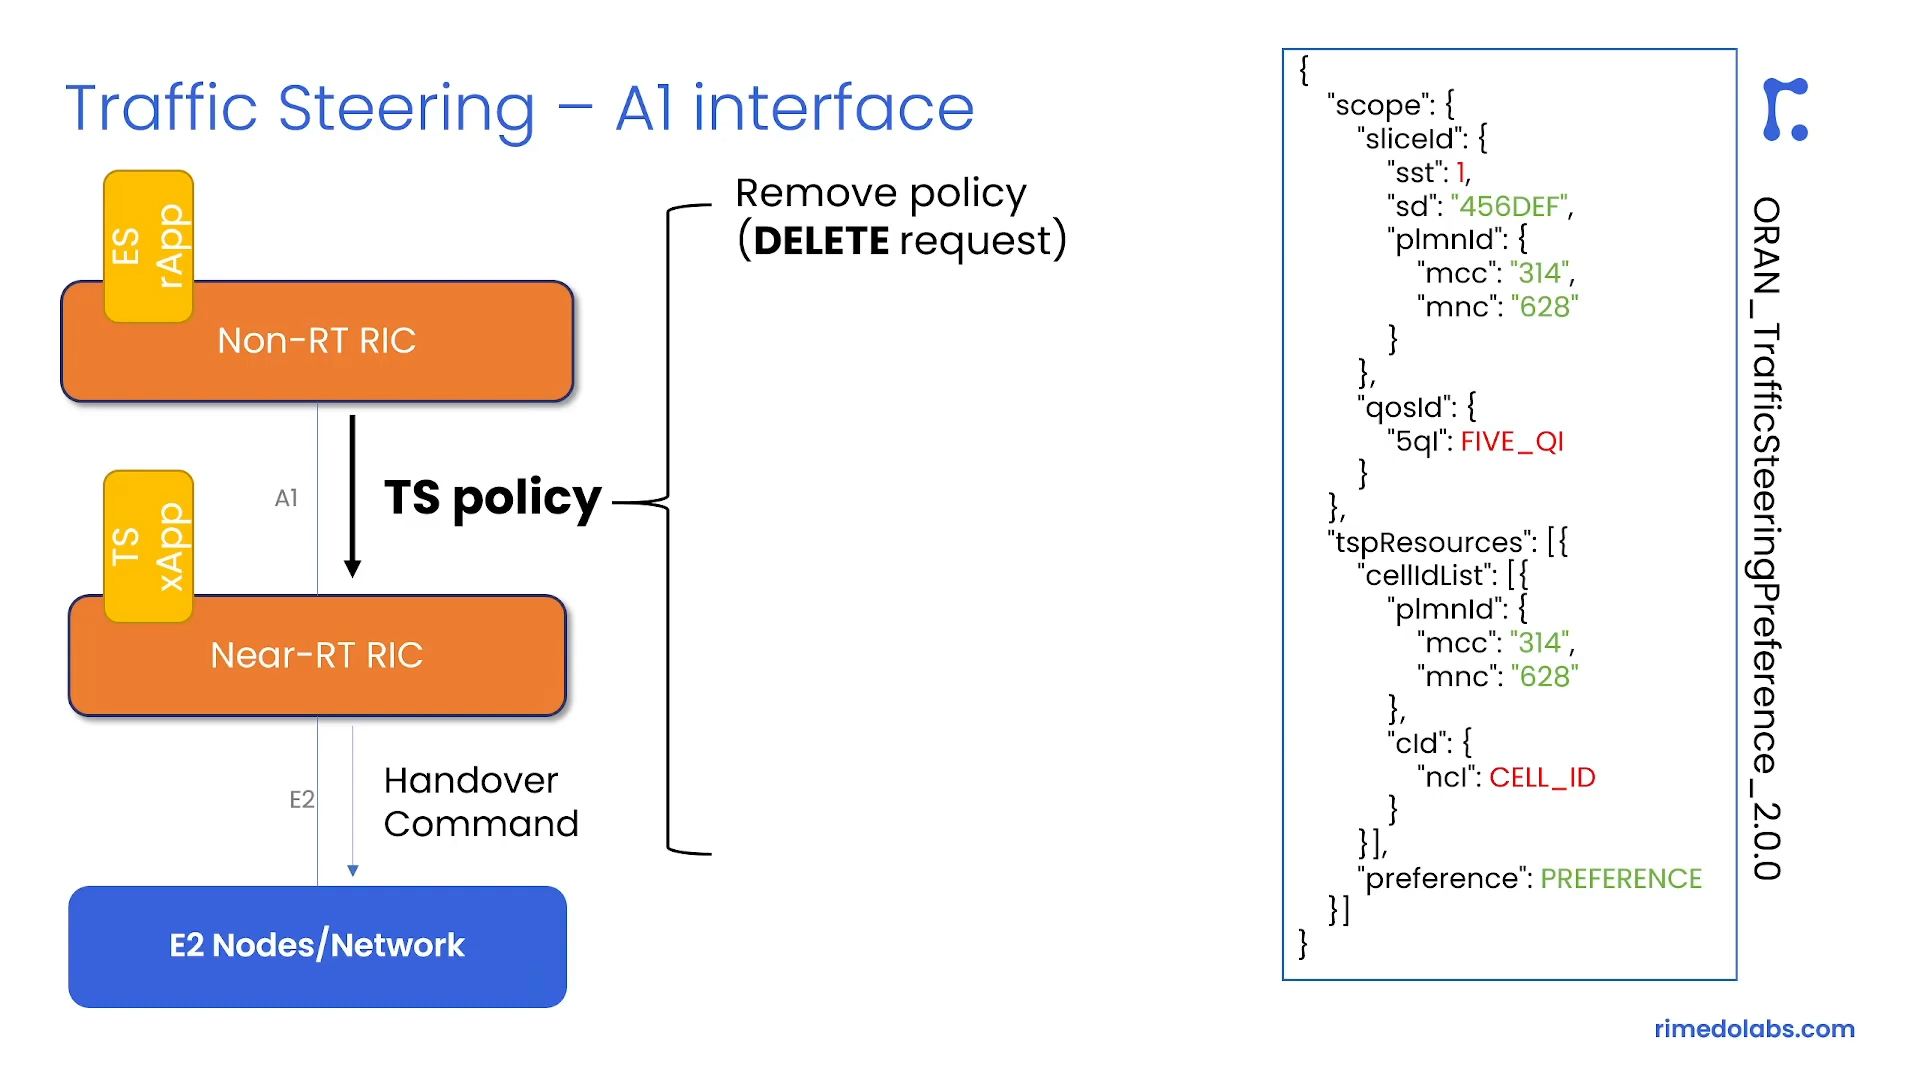 Traffic Steering – A1 interface
ES
rApp
Non-RT RIC
A1
TS policy
TS
xApp
Near-RT RIC
E2
Handover
Command
E2 Nodes/Network
Remove policy
(DELETE request)
{
"scope": {
"sliceId": {
"sst": 1,
"sd": "456DEF",
"plmnId": {
"mcc": "314",
"mnc": "628"
}
},
"qosId": {
"5qI": FIVE_QI
}
},
"tspResources": [{
"cellIdList": [{
"plmnId": {
"mcc": "314",
"mnc": "628"
},
"cId": {
"ncI": CELL_ID
}
}],
"preference": PREFERENCE
}]
}
ORAN_TrafficSteeringPreference_2.0.0
rimedolabs.com